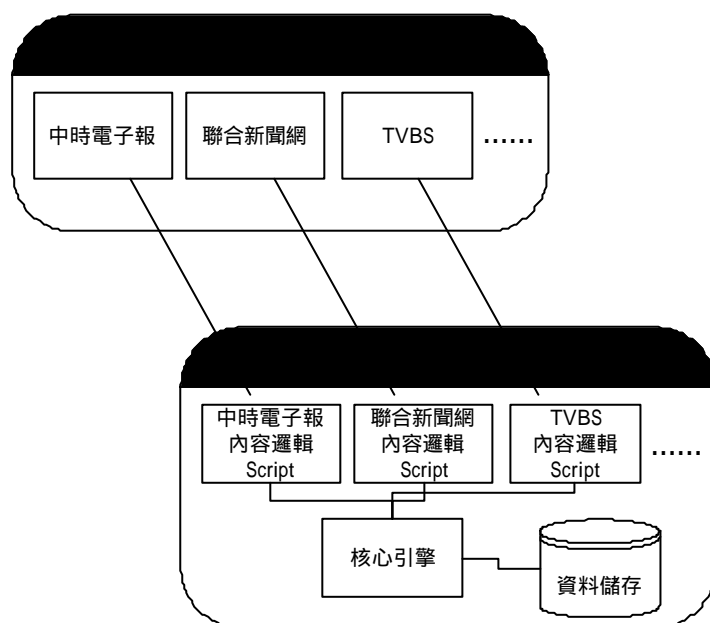 中時電子報
聯合新聞網
TVBS
……
中時電子報
內容邏輯
Script
聯合新聞網
內容邏輯
Script
TVBS
內容邏輯
Script
……
核心引擎
資料儲存